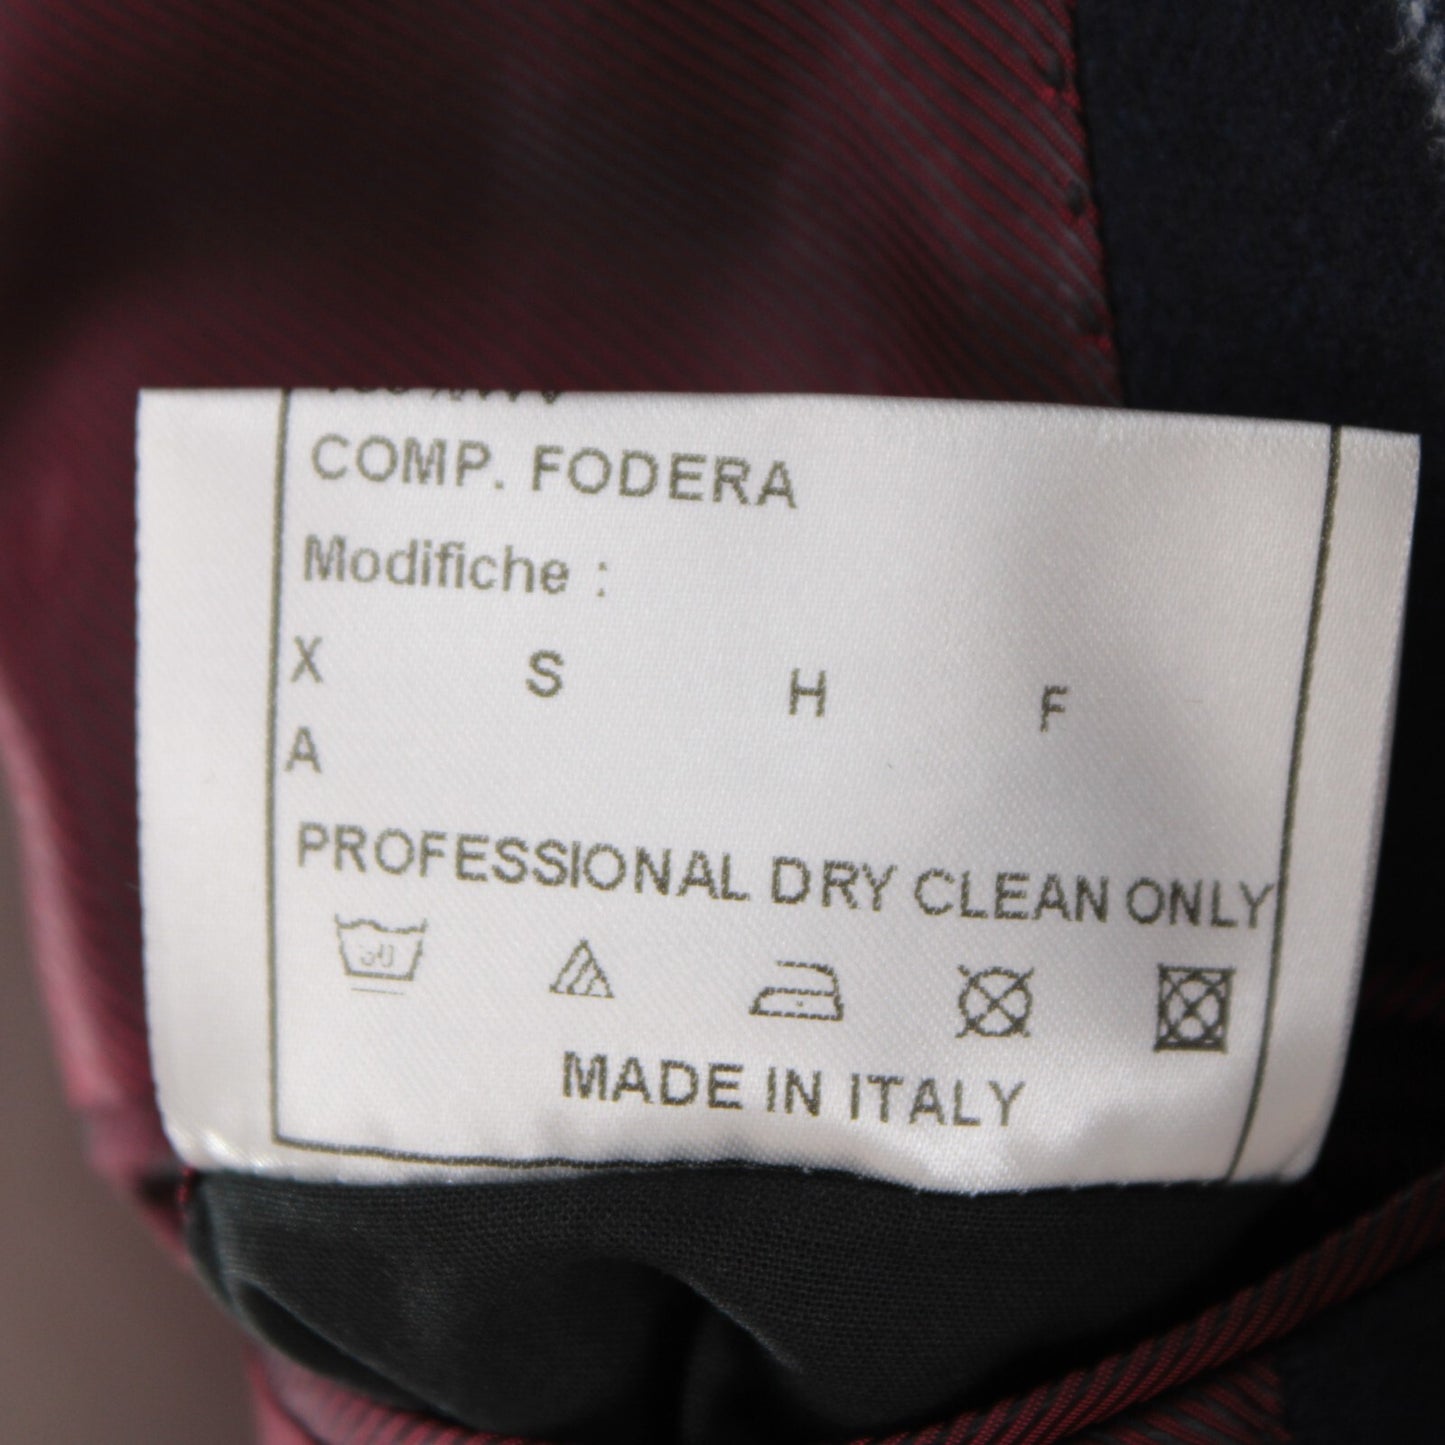 COMP. FODERA
Modifiche :
X S H F
A
PROFESSIONAL DRY CLEAN ONLY
MADE IN ITALY